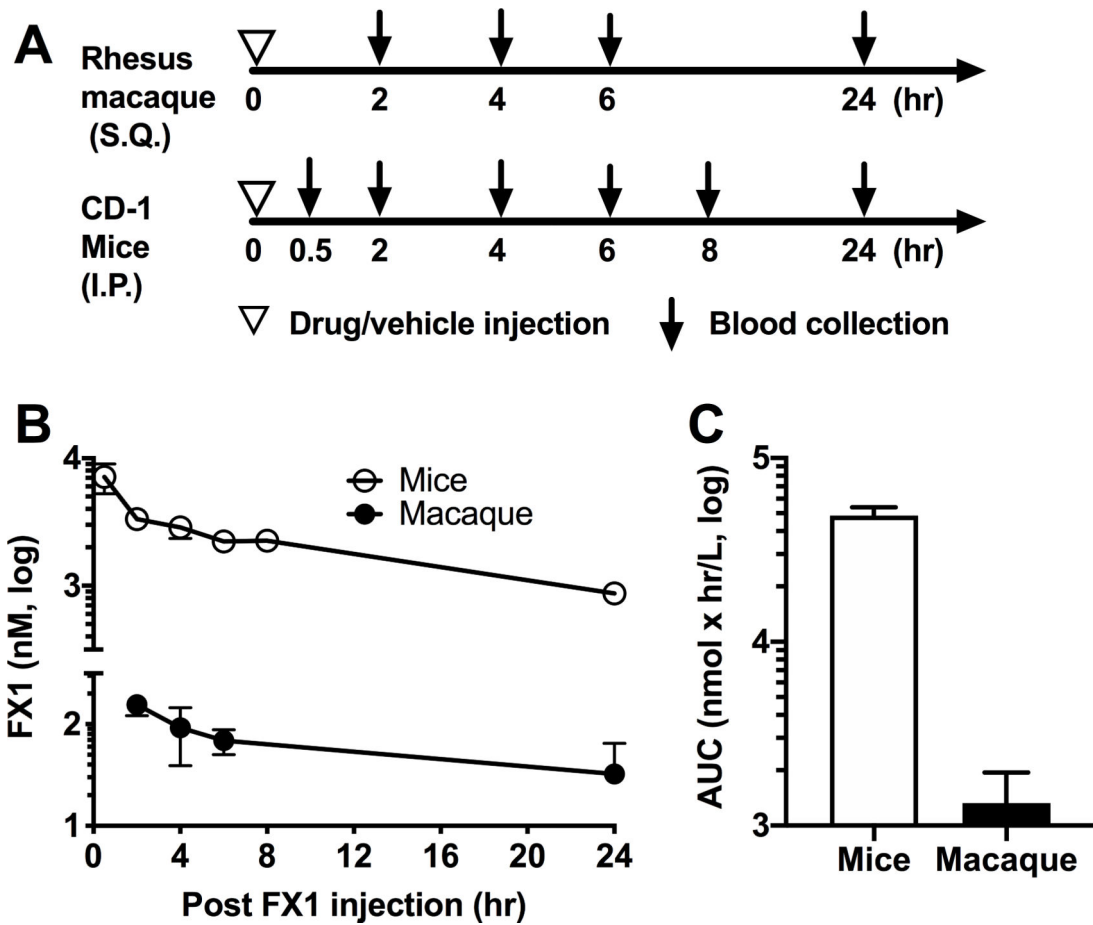 A
Rhesus
macaque
(S.Q.)
0 2 4 6 24 (hr)
CD-1
Mice
(I.P.)
0 0.5 2 4 6 8 24 (hr)
Drug/vehicle injection Blood collection
B
FX1 (nM, log)
4
3
2
1
Mice
Macaque
0 4 8 12 16 20 24
Post FX1 injection (hr)
C
AUC (nmol x hr/L, log)
5
4
3
Mice Macaque